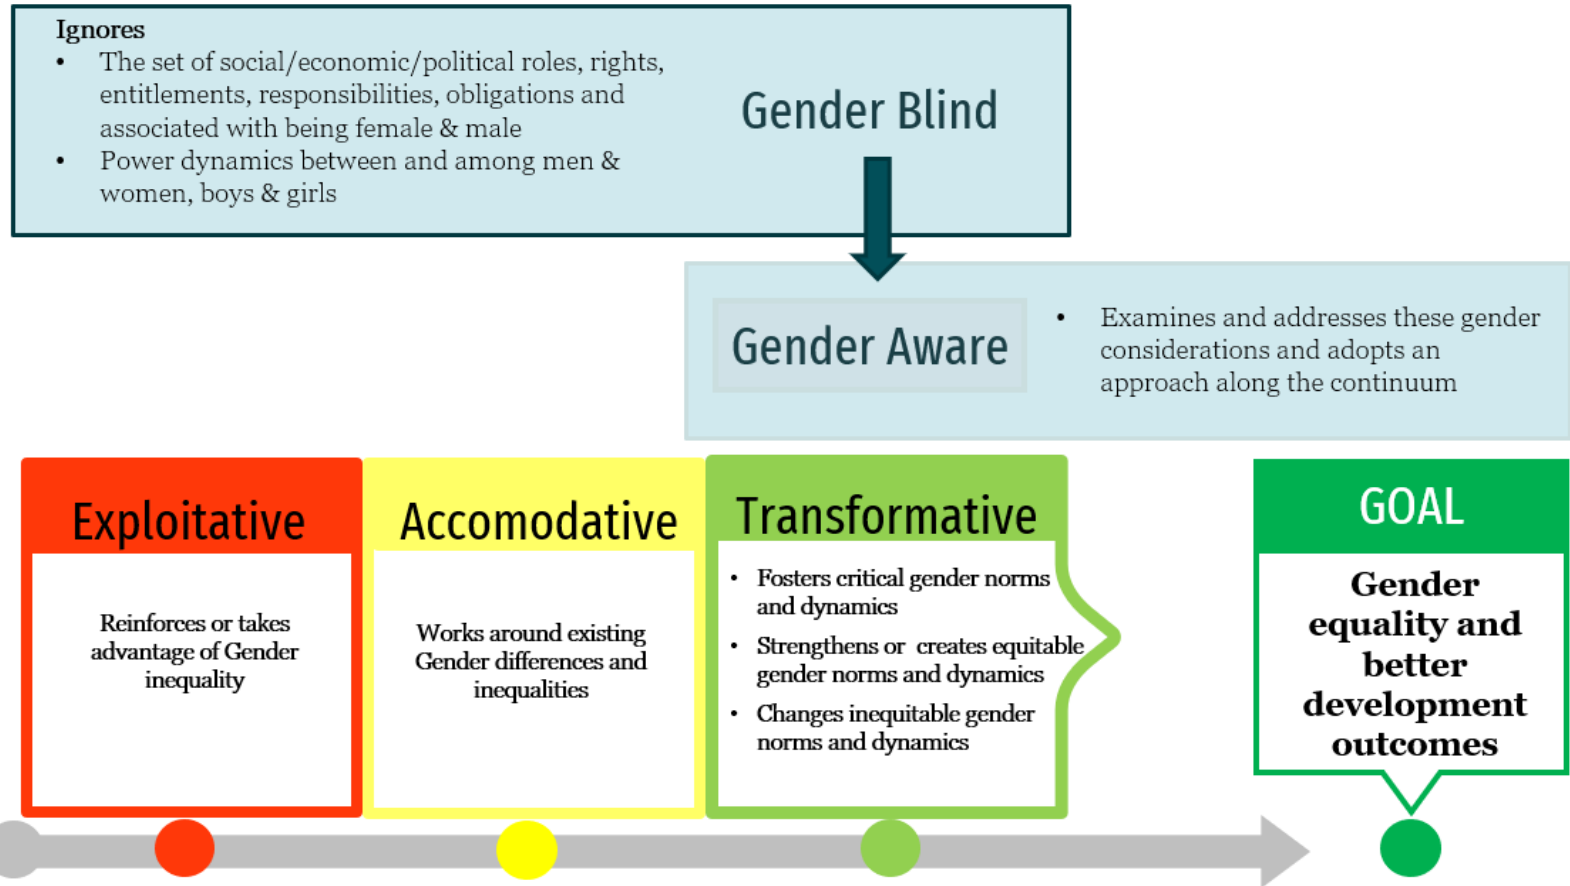 Ignores
• The set of social/economic/political roles, rights,
entitlements, responsibilities, obligations and
associated with being female & male
• Power dynamics between and among men &
women, boys & girls
Gender Blind
Gender Aware
• Examines and addresses these gender
considerations and adopts an
approach along the continuum
Exploitative
Reinforces or takes
advantage of Gender
inequality
Accomodative
Works around existing
Gender differences and
inequalities
Transformative
• Fosters critical gender norms
and dynamics
• Strengthens or creates equitable
gender norms and dynamics
• Changes inequitable gender
norms and dynamics
GOAL
Gender
equality and
better
development
outcomes